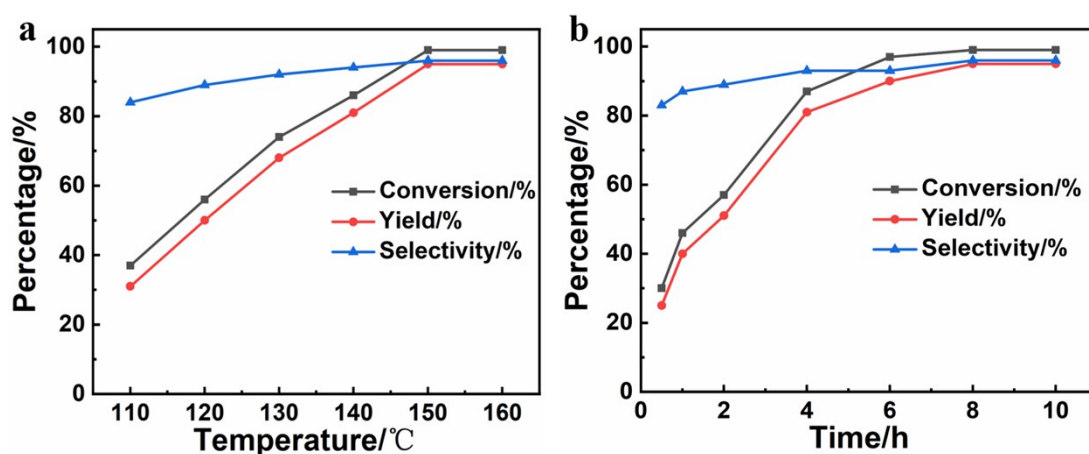 a
Percentage/%
100
80
60
40
20
0
Conversion/%
Yield/%
Selectivity/%
110 120 130 140 150 160
Temperature/℃
b
Percentage/%
100
80
60
40
20
0
Conversion/%
Yield/%
Selectivity/%
0 2 4 6 8 10
Time/h